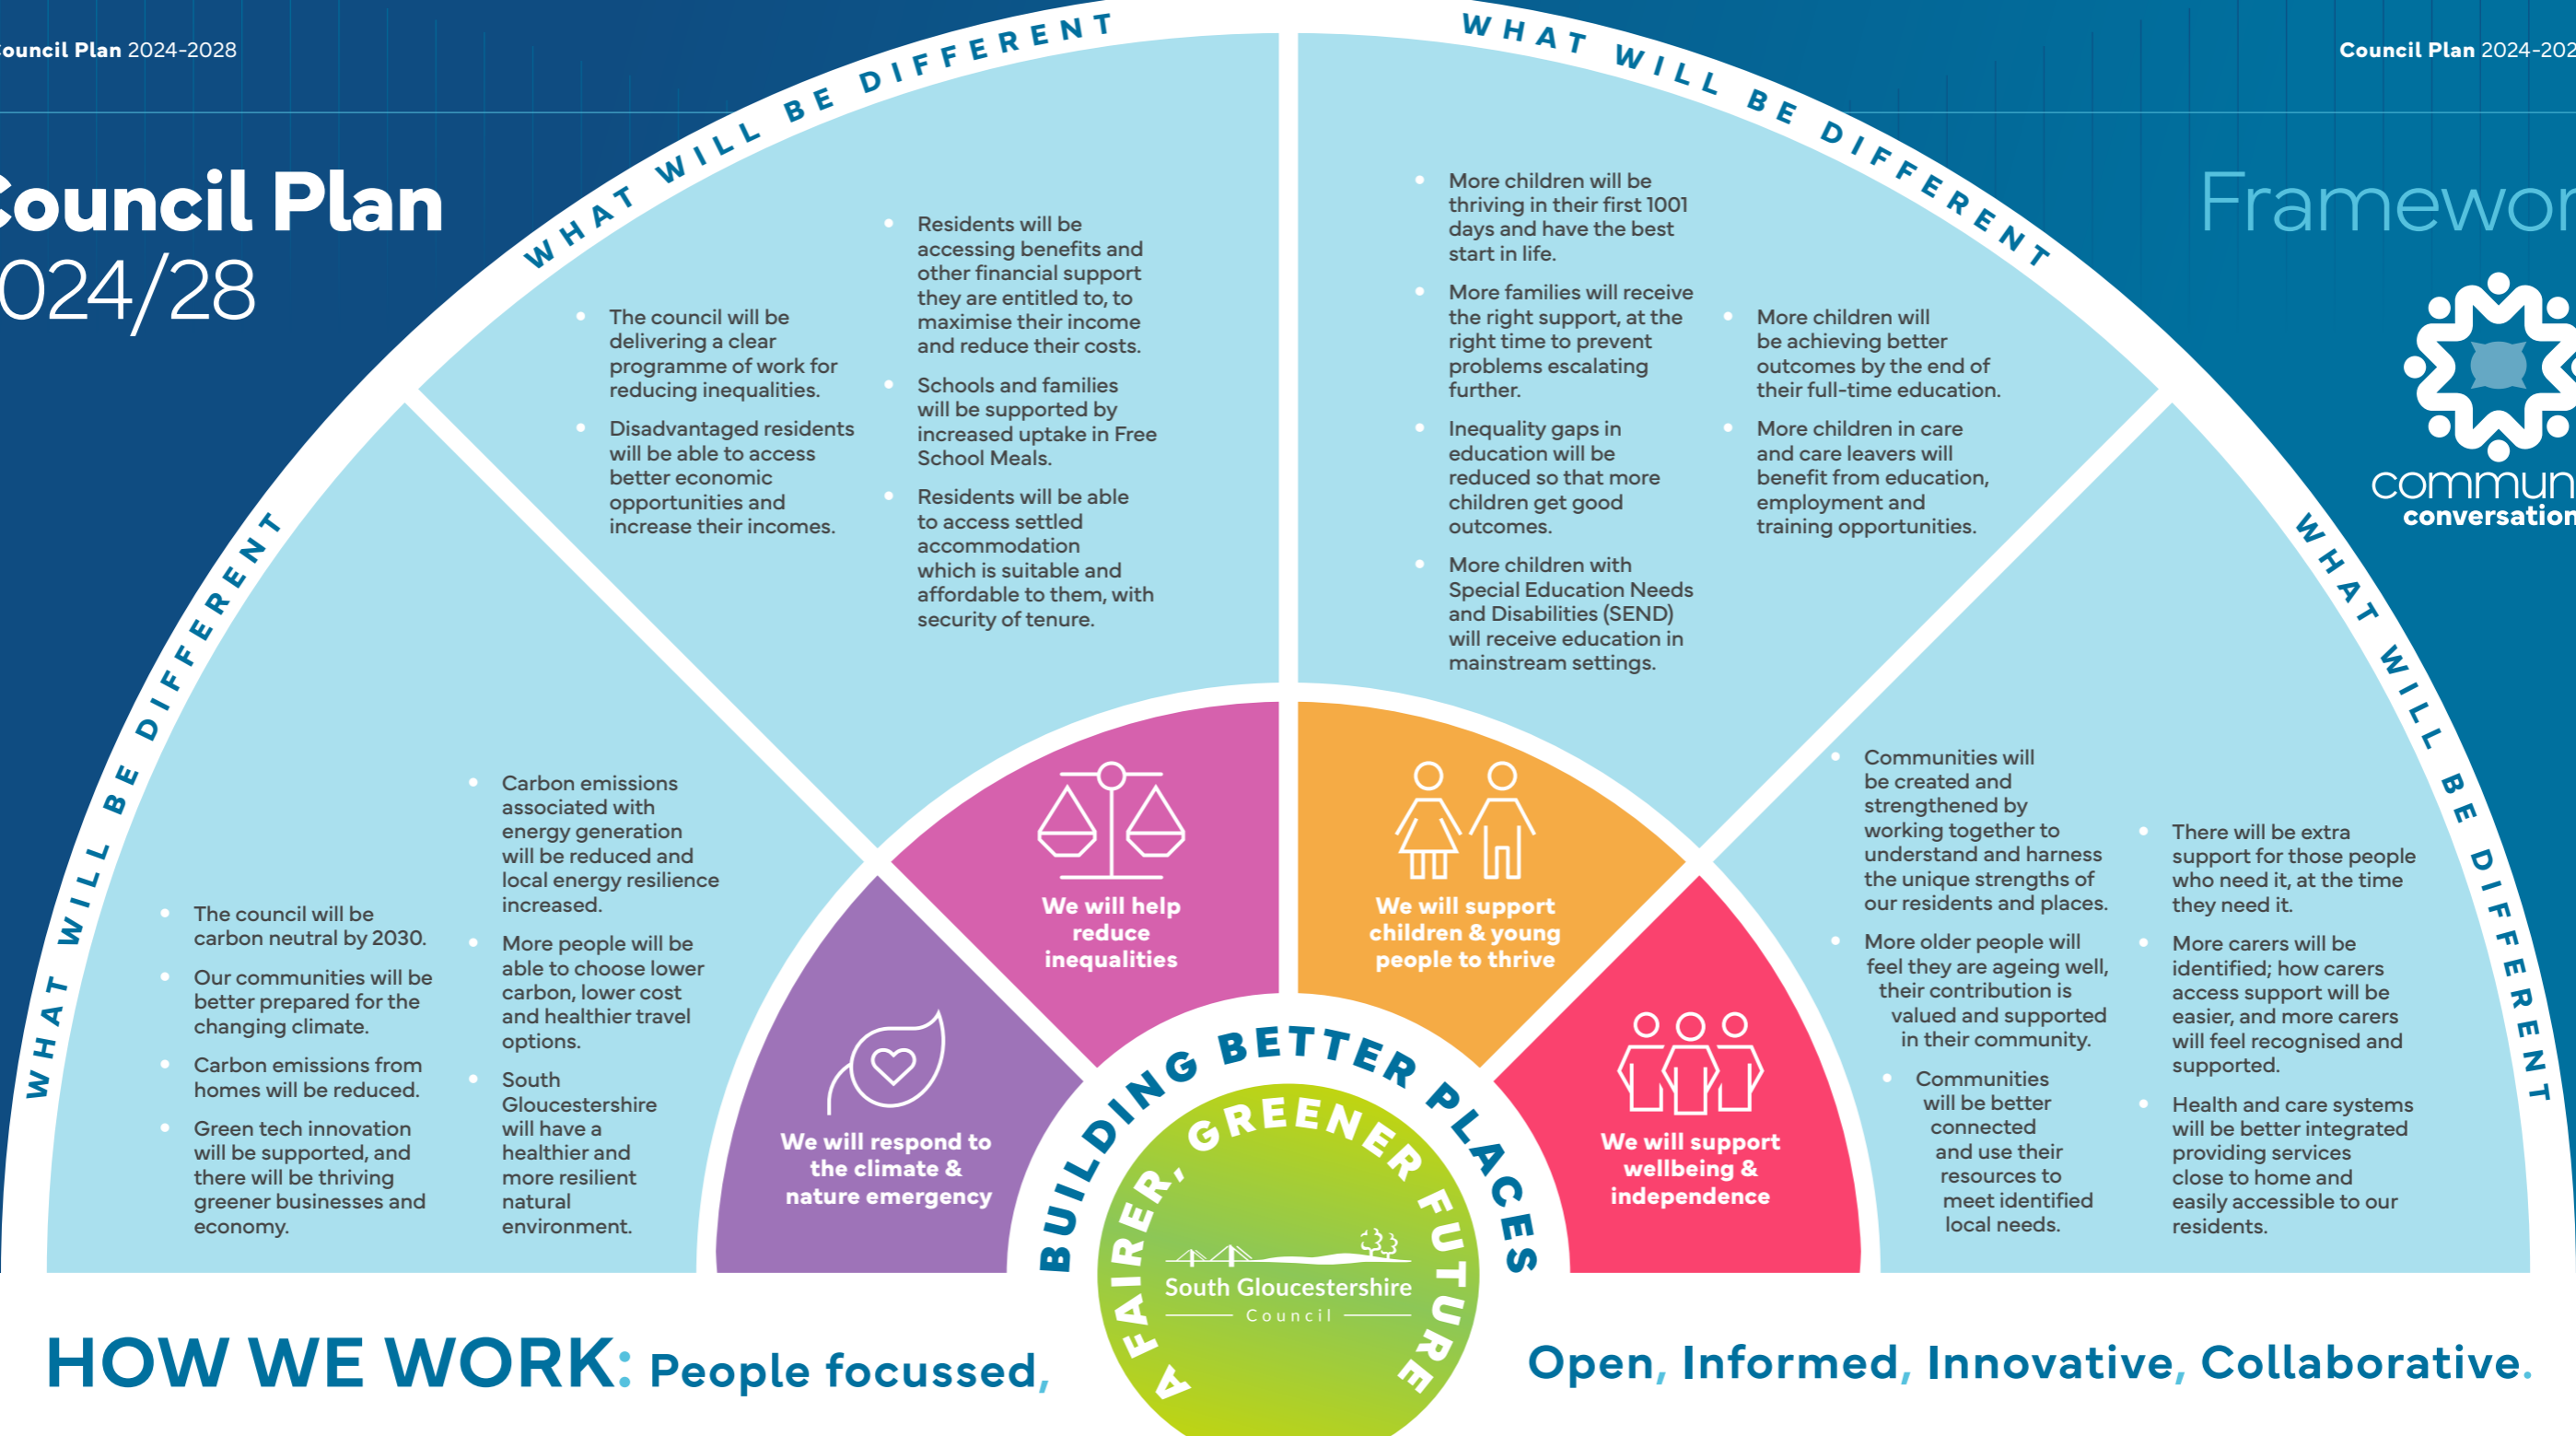 Council Plan 2024-2028
Council Plan 2024-202
Council Plan
024/28
Framewor
commun
conversation
WHAT WILL BE DIFFERENT
The council will be
carbon neutral by 2030.
Our communities will be
better prepared for the
changing climate.
Carbon emissions from
homes will be reduced.
Green tech innovation
will be supported, and
there will be thriving
greener businesses and
economy.
Carbon emissions
associated with
energy generation
will be reduced and
local energy resilience
increased.
More people will be
able to choose lower
carbon, lower cost
and healthier travel
options.
South
Gloucestershire
will have a
healthier and
more resilient
natural
environment.
WHAT WILL BE DIFFERENT
The council will be
delivering a clear
programme of work for
reducing inequalities.
Disadvantaged residents
will be able to access
better economic
opportunities and
increase their incomes.
Residents will be
accessing benefits and
other financial support
they are entitled to, to
maximise their income
and reduce their costs.
Schools and families
will be supported by
increased uptake in Free
School Meals.
Residents will be able
to access settled
accommodation
which is suitable and
affordable to them, with
security of tenure.
WHAT WILL BE DIFFERENT
More children will be
thriving in their first 1001
days and have the best
start in life.
More families will receive
the right support, at the
right time to prevent
problems escalating
further.
Inequality gaps in
education will be
reduced so that more
children get good
outcomes.
More children with
Special Education Needs
and Disabilities (SEND)
will receive education in
mainstream settings.
More children will
be achieving better
outcomes by the end of
their full-time education.
More children in care
and care leavers will
benefit from education,
employment and
training opportunities.
WHAT WILL BE DIFFERENT
Communities will
be created and
strengthened by
working together to
understand and harness
the unique strengths of
our residents and places.
More older people will
feel they are ageing well,
their contribution is
valued and supported
in their community.
Communities
will be better
connected
and use their
resources to
meet identified
local needs.
There will be extra
support for those people
who need it, at the time
they need it.
More carers will be
identified; how carers
access support will be
easier, and more carers
will feel recognised and
supported.
Health and care systems
will be better integrated
providing services
close to home and
easily accessible to our
residents.
We will respond to
the climate &
nature emergency
We will help
reduce
inequalities
We will support
children & young
people to thrive
We will support
wellbeing &
independence
BUILDING BETTER PLACES
A FAIRER, GREENER FUTURE
South Gloucestershire
Council
HOW WE WORK: People focussed,
Open, Informed, Innovative, Collaborative.